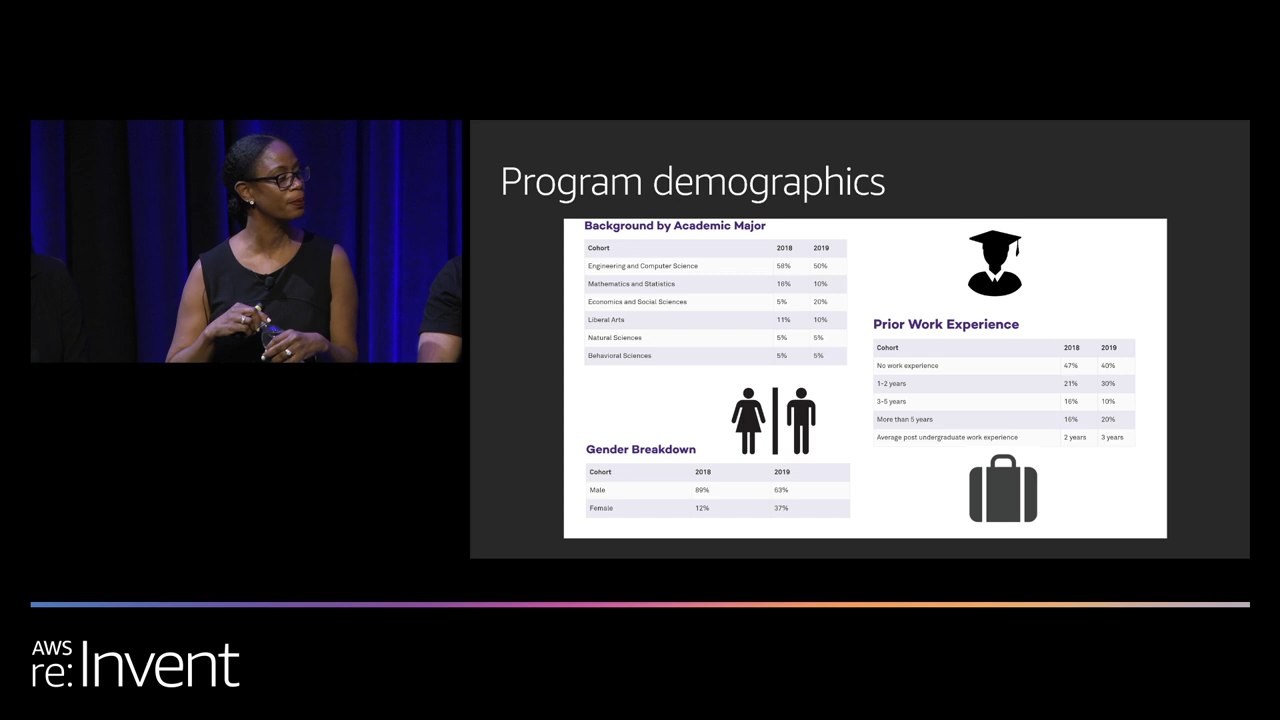 Program demographics
Background by Academic Major
Cohort 2018 2019
Engineering and Computer Science 58% 50%
Mathematics and Statistics 16% 10%
Economics and Social Sciences 5% 20%
Liberal Arts 11% 10%
Natural Sciences 5% 5%
Behavioral Sciences 5% 5%
Gender Breakdown
Cohort 2018 2019
Male 89% 63%
Female 12% 37%
Prior Work Experience
Cohort 2018 2019
No work experience 47% 40%
1-2 years 21% 30%
3-5 years 16% 10%
More than 5 years 16% 20%
Average post undergraduate work experience 2 years 3 years
AWS
re:Invent